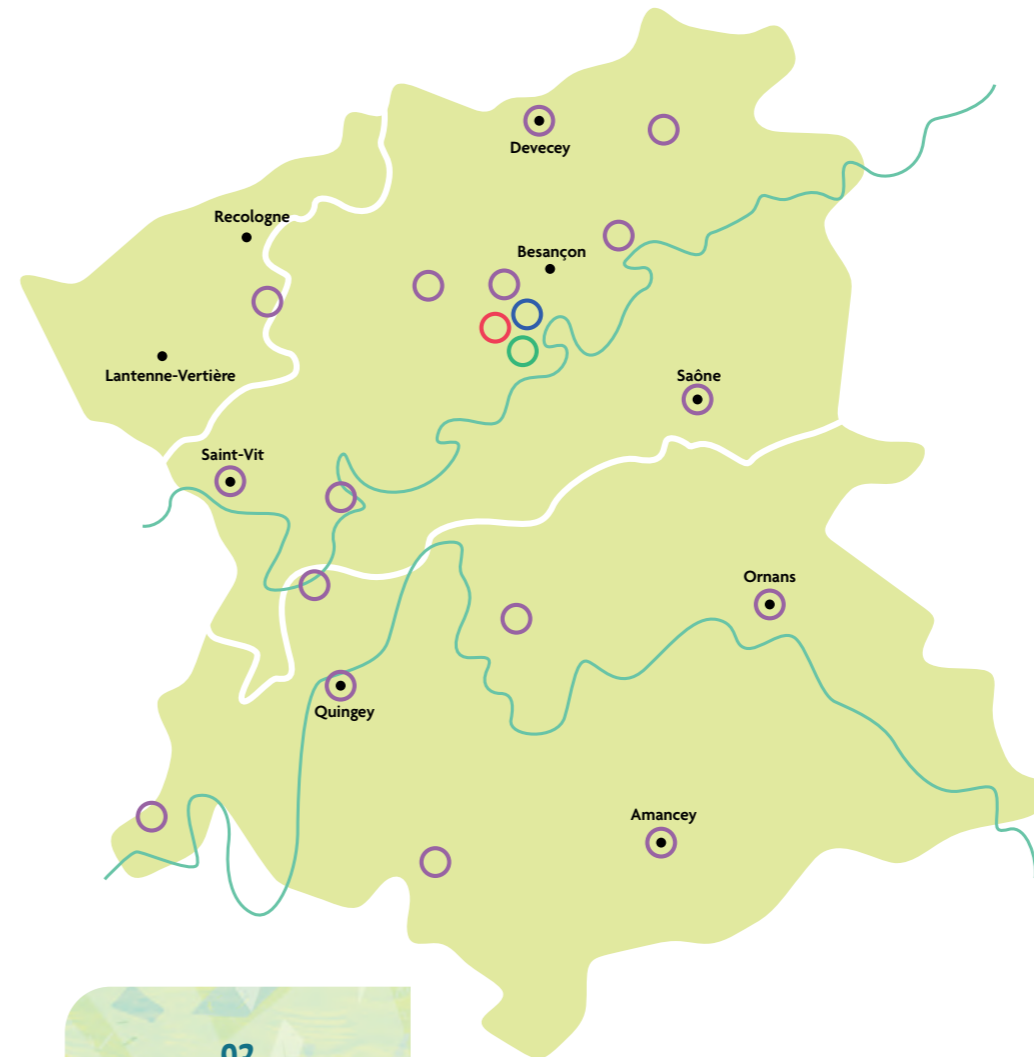 Devecey
Recologne
Besançon
Lantenne-Vertière
Saône
Saint-Vit
Ornans
Quingey
Amancey
02